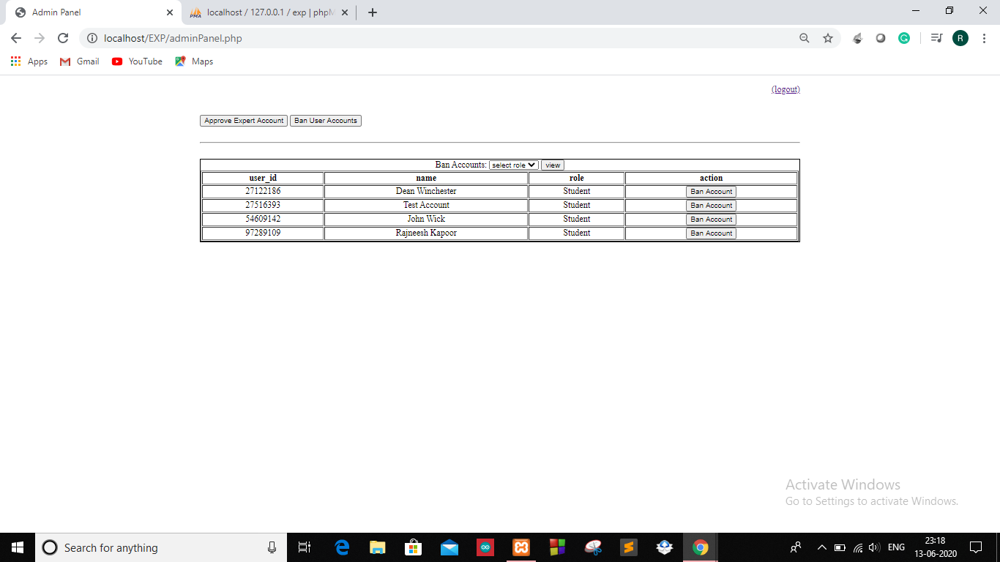 Admin Panel
localhost / 127.0.0.1 / exp | phpM
localhost/EXP/adminPanel.php
R
Apps Gmail YouTube Maps
(logout)
Approve Expert Account Ban User Accounts
Ban Accounts: select role view
user_id name role action
27122186 Dean Winchester Student Ban Account
27516393 Test Account Student Ban Account
54609142 John Wick Student Ban Account
97289109 Rajneesh Kapoor Student Ban Account
Activate Windows
Go to Settings to activate Windows.
Search for anything
ENG
23:18
13-06-2020